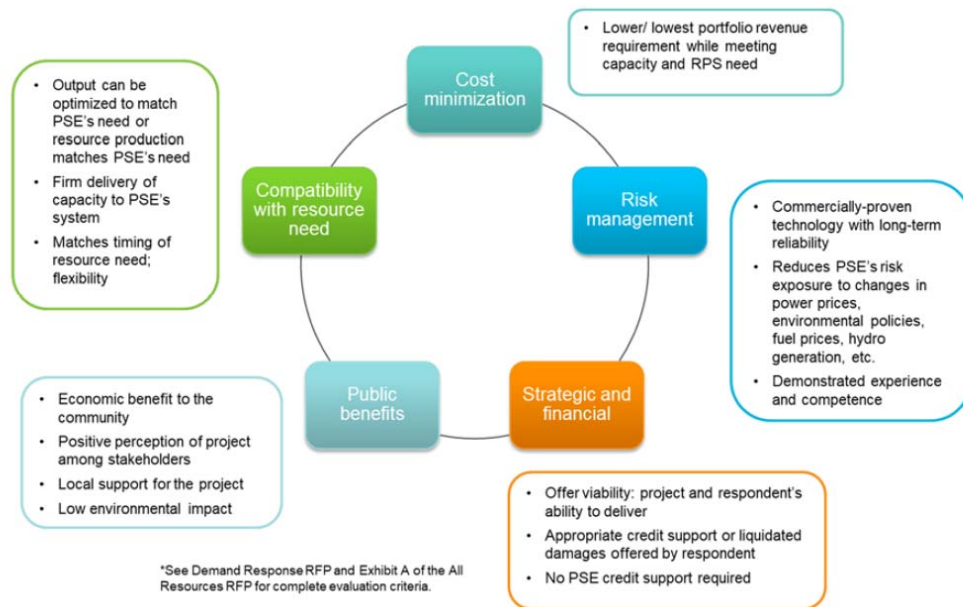 Cost
minimization
• Lower/ lowest portfolio revenue
requirement while meeting
capacity and RPS need
Risk
management
• Commercially-proven
technology with long-term
reliability
• Reduces PSE's risk
exposure to changes in
power prices,
environmental policies,
fuel prices, hydro
generation, etc.
• Demonstrated experience
and competence
Strategic and
financial
• Offer viability: project and respondent's
ability to deliver
• Appropriate credit support or liquidated
damages offered by respondent
• No PSE credit support required
Public
benefits
• Economic benefit to the
community
• Positive perception of project
among stakeholders
• Local support for the project
• Low environmental impact
Compatibility
with resource
need
• Output can be
optimized to match
PSE's need or
resource production
matches PSE's need
• Firm delivery of
capacity to PSE's
system
• Matches timing of
resource need;
flexibility
*See Demand Response RFP and Exhibit A of the All
Resources RFP for complete evaluation criteria.